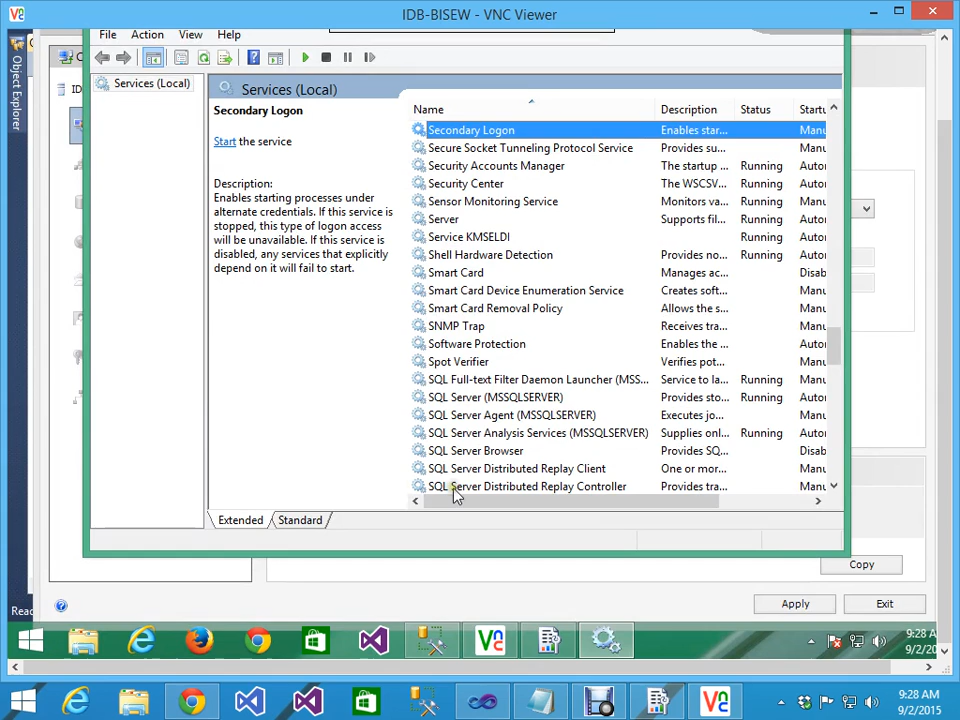 IDB-BISEW - VNC Viewer
File Action View Help
Object Explorer
ID
Services (Local)
Services (Local)
Secondary Logon
Start the service
Description:
Enables starting processes under
alternate credentials. If this service is
stopped, this type of logon access
will be unavailable. If this service is
disabled, any services that explicitly
depend on it will fail to start.
Name Description Status Startu
Secondary Logon Enables star... Manu
Secure Socket Tunneling Protocol Service Provides su... Manu
Security Accounts Manager The startup ... Running Autor
Security Center The WSCSV... Running Autor
Sensor Monitoring Service Monitors va... Running Manu
Server Supports fil... Running Autor
Service KMSELDI Running Autor
Shell Hardware Detection Provides no... Running Autor
Smart Card Manages ac... Disab
Smart Card Device Enumeration Service Creates soft... Manu
Smart Card Removal Policy Allows the s... Manu
SNMP Trap Receives tra... Manu
Software Protection Enables the ... Autor
Spot Verifier Verifies pot... Manu
SQL Full-text Filter Daemon Launcher (MSS... Service to la... Running Manu
SQL Server (MSSQLSERVER) Provides sto... Running Autor
SQL Server Agent (MSSQLSERVER) Executes jo... Manu
SQL Server Analysis Services (MSSQLSERVER) Supplies onl... Running Autor
SQL Server Browser Provides SQ... Disab
SQL Server Distributed Replay Client One or mor... Manu
SQL Server Distributed Replay Controller Provides tra... Manu
Extended Standard
Copy
Read
Apply Exit
9:28 A
9/2/20
9:28 AM
9/2/2015